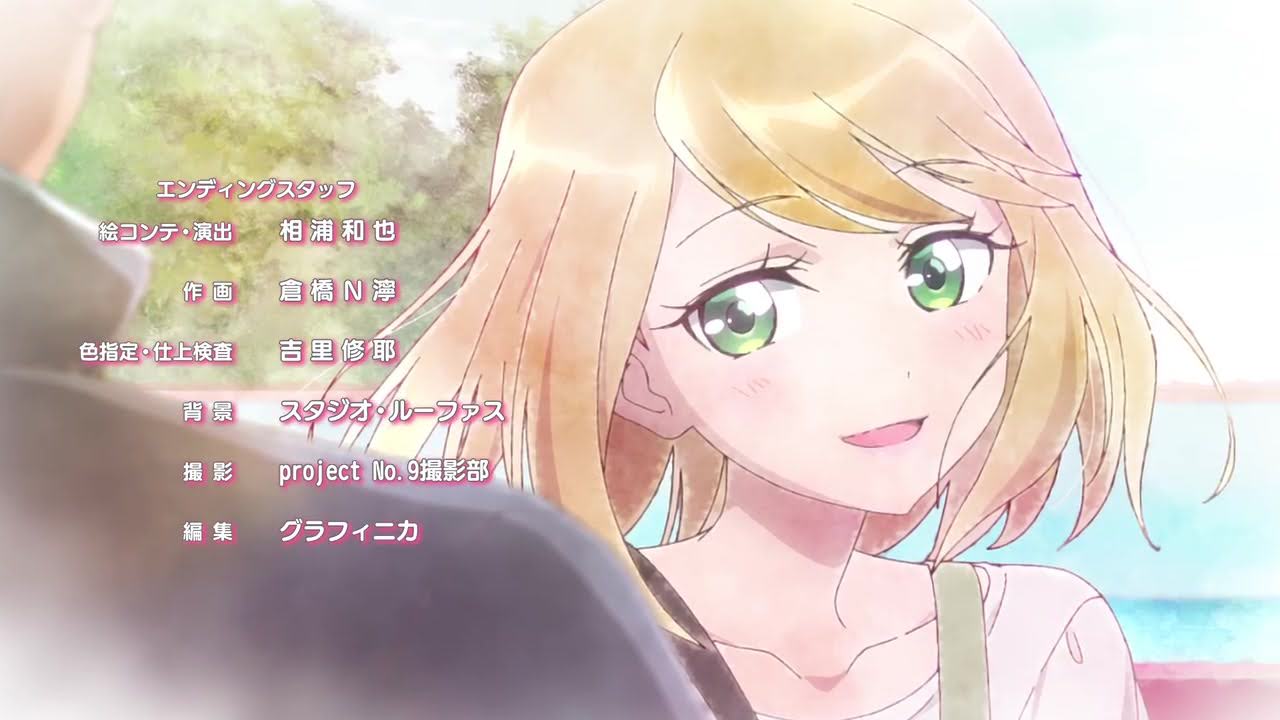 エンディングスタッフ
絵コンテ・演出 相浦和也
作画 倉橋N濘
色指定・仕上検査 吉里修耶
背景 スタジオ・ルーファス
撮影 project No.9撮影部
編集 グラフィニカ